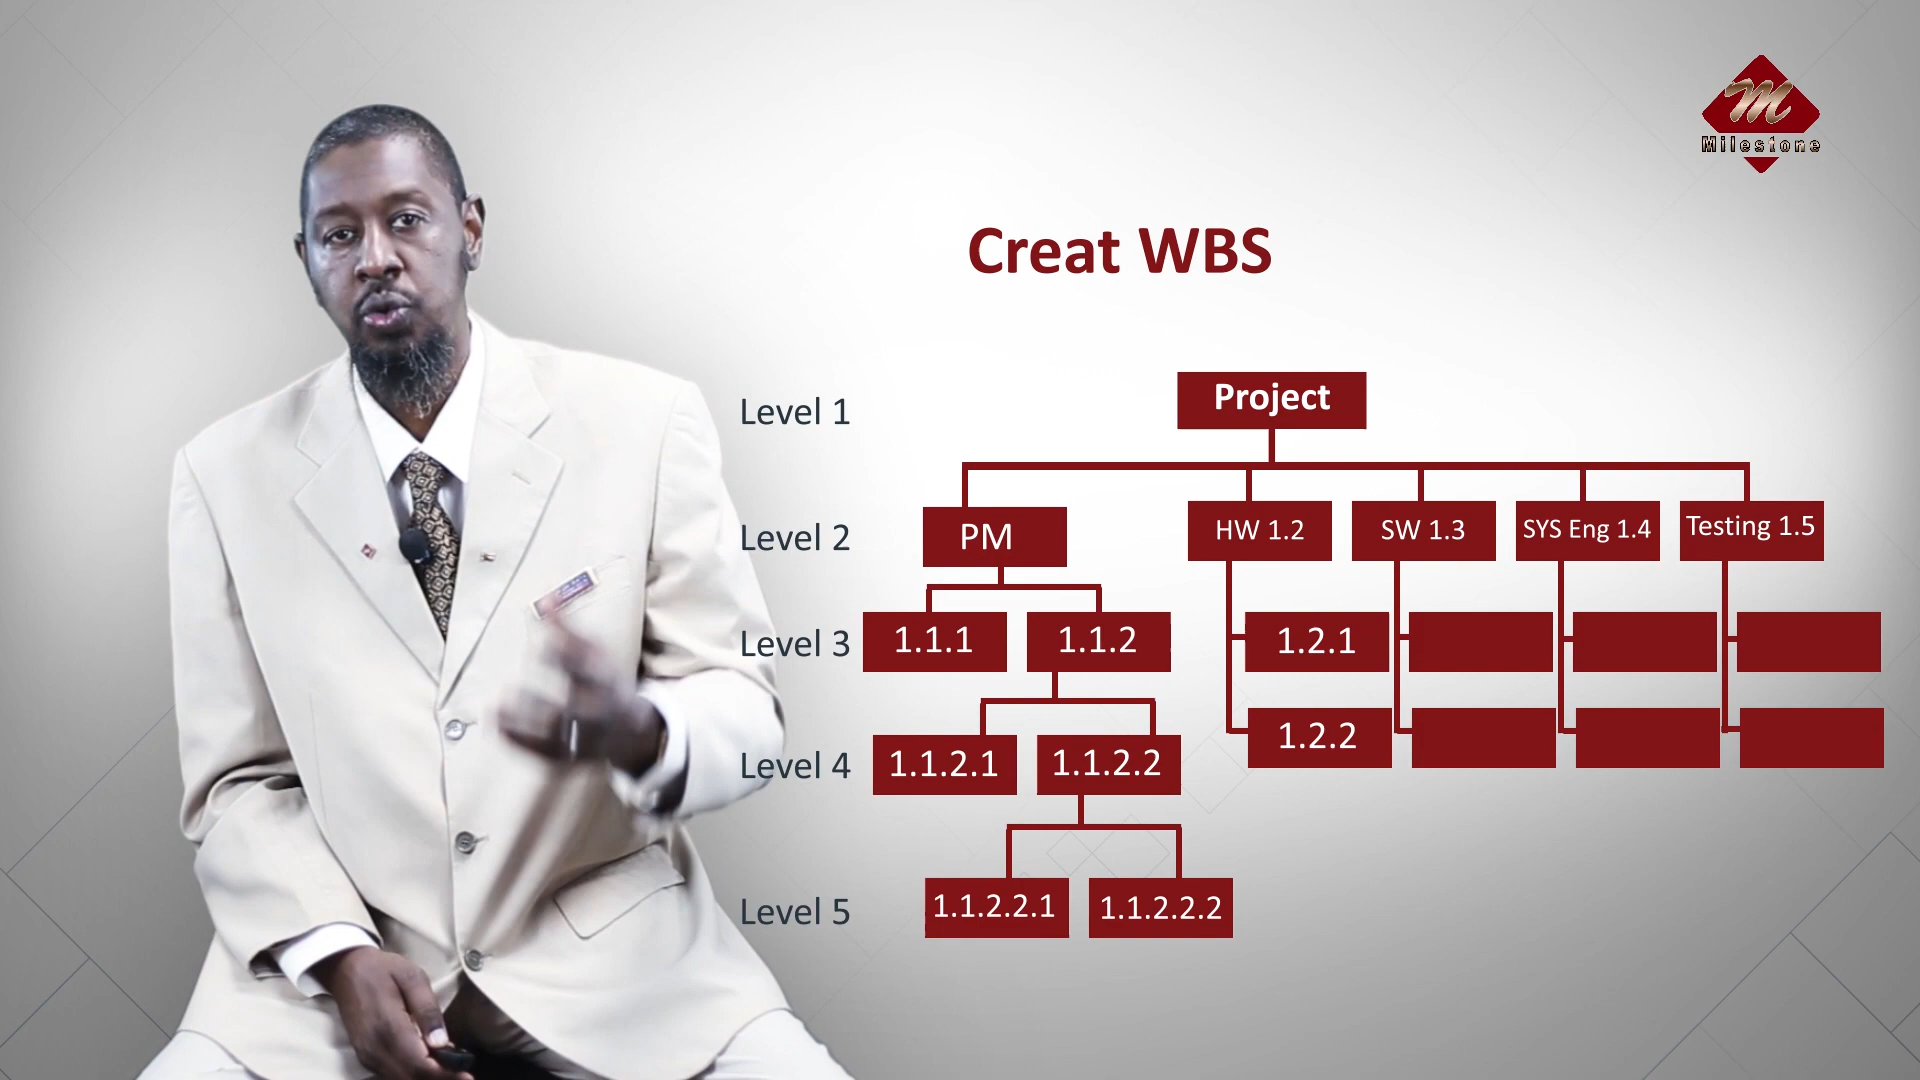 Milestone
Creat WBS
Level 1
Project
Level 2
PM
HW 1.2
SW 1.3
SYS Eng 1.4
Testing 1.5
Level 3
1.1.1
1.1.2
1.2.1
Level 4
1.1.2.1
1.1.2.2
1.2.2
Level 5
1.1.2.2.1
1.1.2.2.2